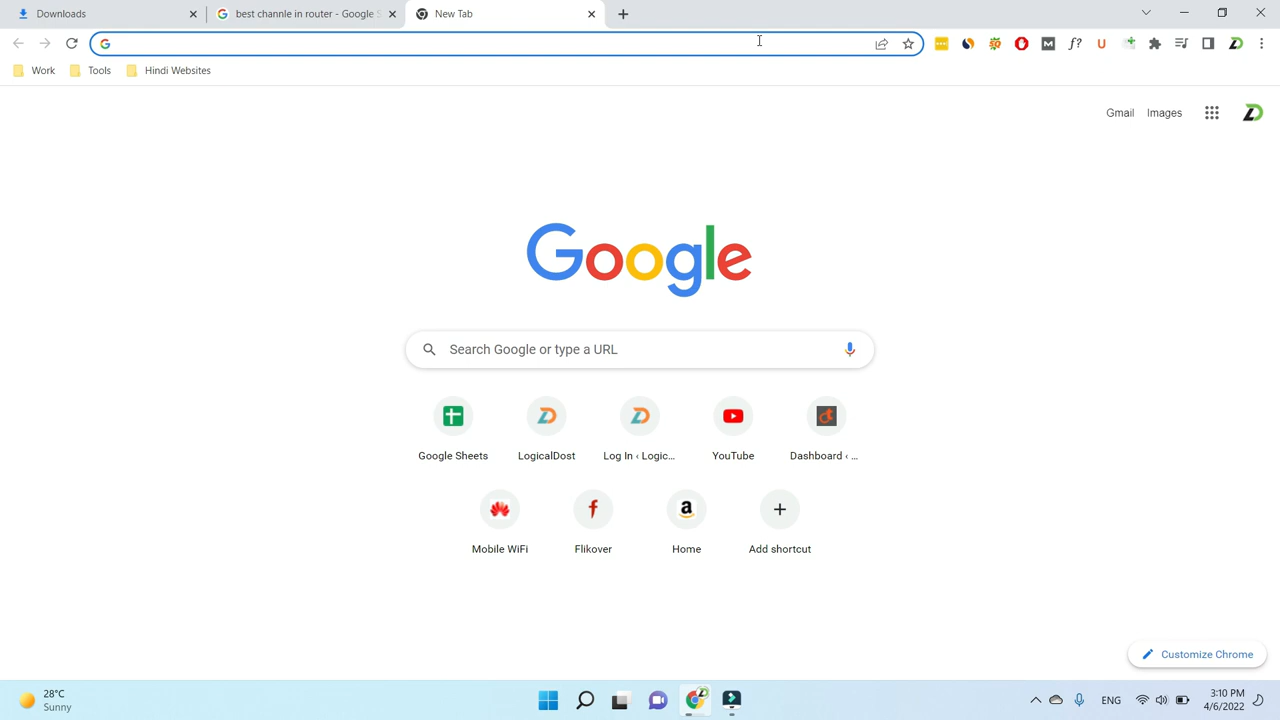 Downloads
best channle in router - Google S
New Tab
Work
Tools
Hindi Websites
Gmail
Images
Google
Search Google or type a URL
Google Sheets
LogicalDost
Log In ‹ Logic...
YouTube
Dashboard ‹ ...
Mobile WiFi
Flikover
Home
Add shortcut
Customize Chrome
28°C
Sunny
ENG
3:10 PM
4/6/2022